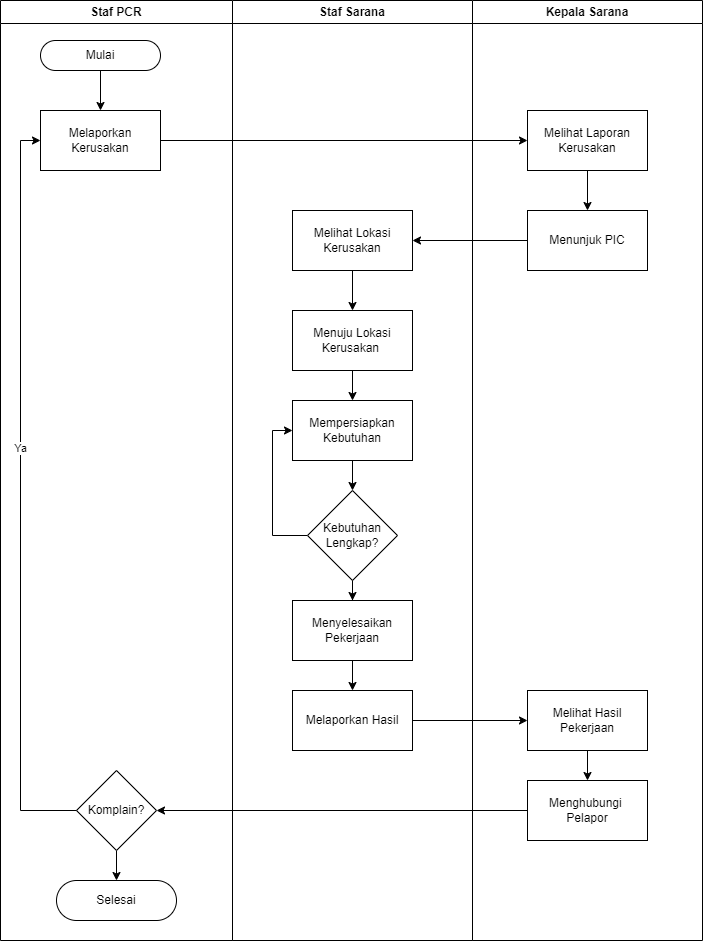 Staf PCR
Staf Sarana
Kepala Sarana
Mulai
Melaporkan
Kerusakan
Melihat Laporan
Kerusakan
Melihat Lokasi
Kerusakan
Menunjuk PIC
Menuju Lokasi
Kerusakan
Mempersiapkan
Kebutuhan
Ya
Kebutuhan
Lengkap?
Menyelesaikan
Pekerjaan
Melaporkan Hasil
Melihat Hasil
Pekerjaan
Komplain?
Menghubungi
Pelapor
Selesai